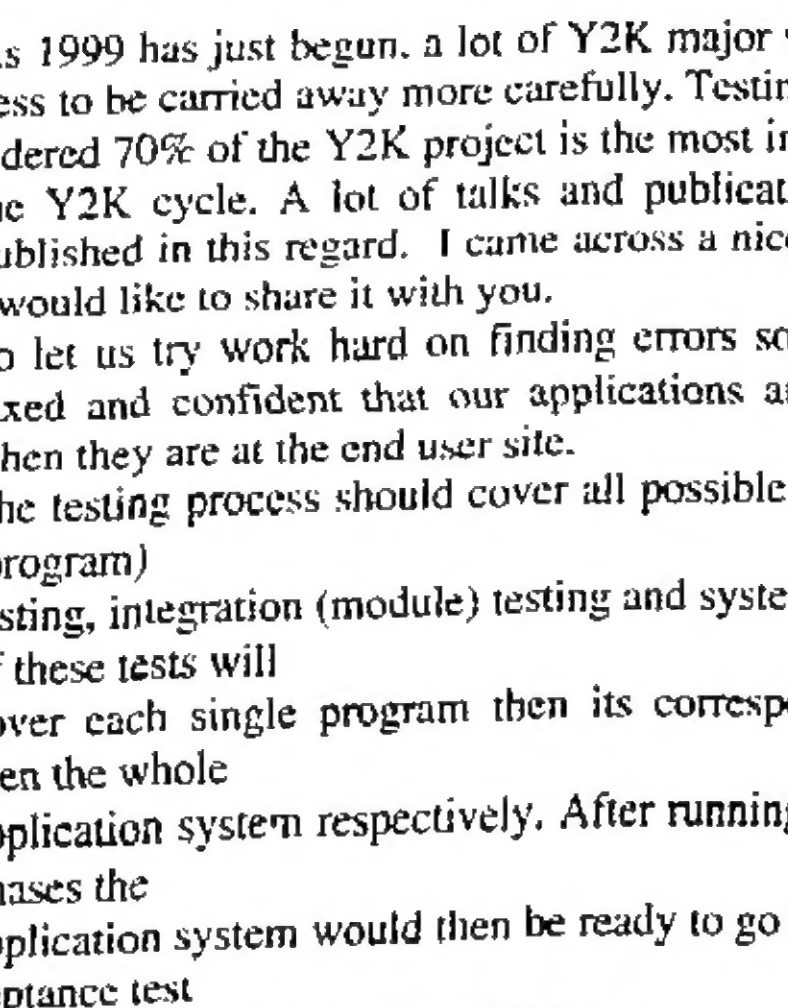 s 1999 has just begun. a lot of Y2K major
ess to be carried away more carefully. Testin
dered 70% of the Y2K project is the most in
e Y2K cycle. A lot of talks and publicat
ublished in this regard. I came across a nice
would like to share it with you.
o let us try work hard on finding errors so
xed and confident that our applications a
hen they are at the end user site.
he testing process should cover all possible
rogram)
sting, integration (module) testing and syste
f these tests will
over each single program then its correspo
en the whole
pplication system respectively. After running
hases the
pplication system would then be ready to go
eptance test